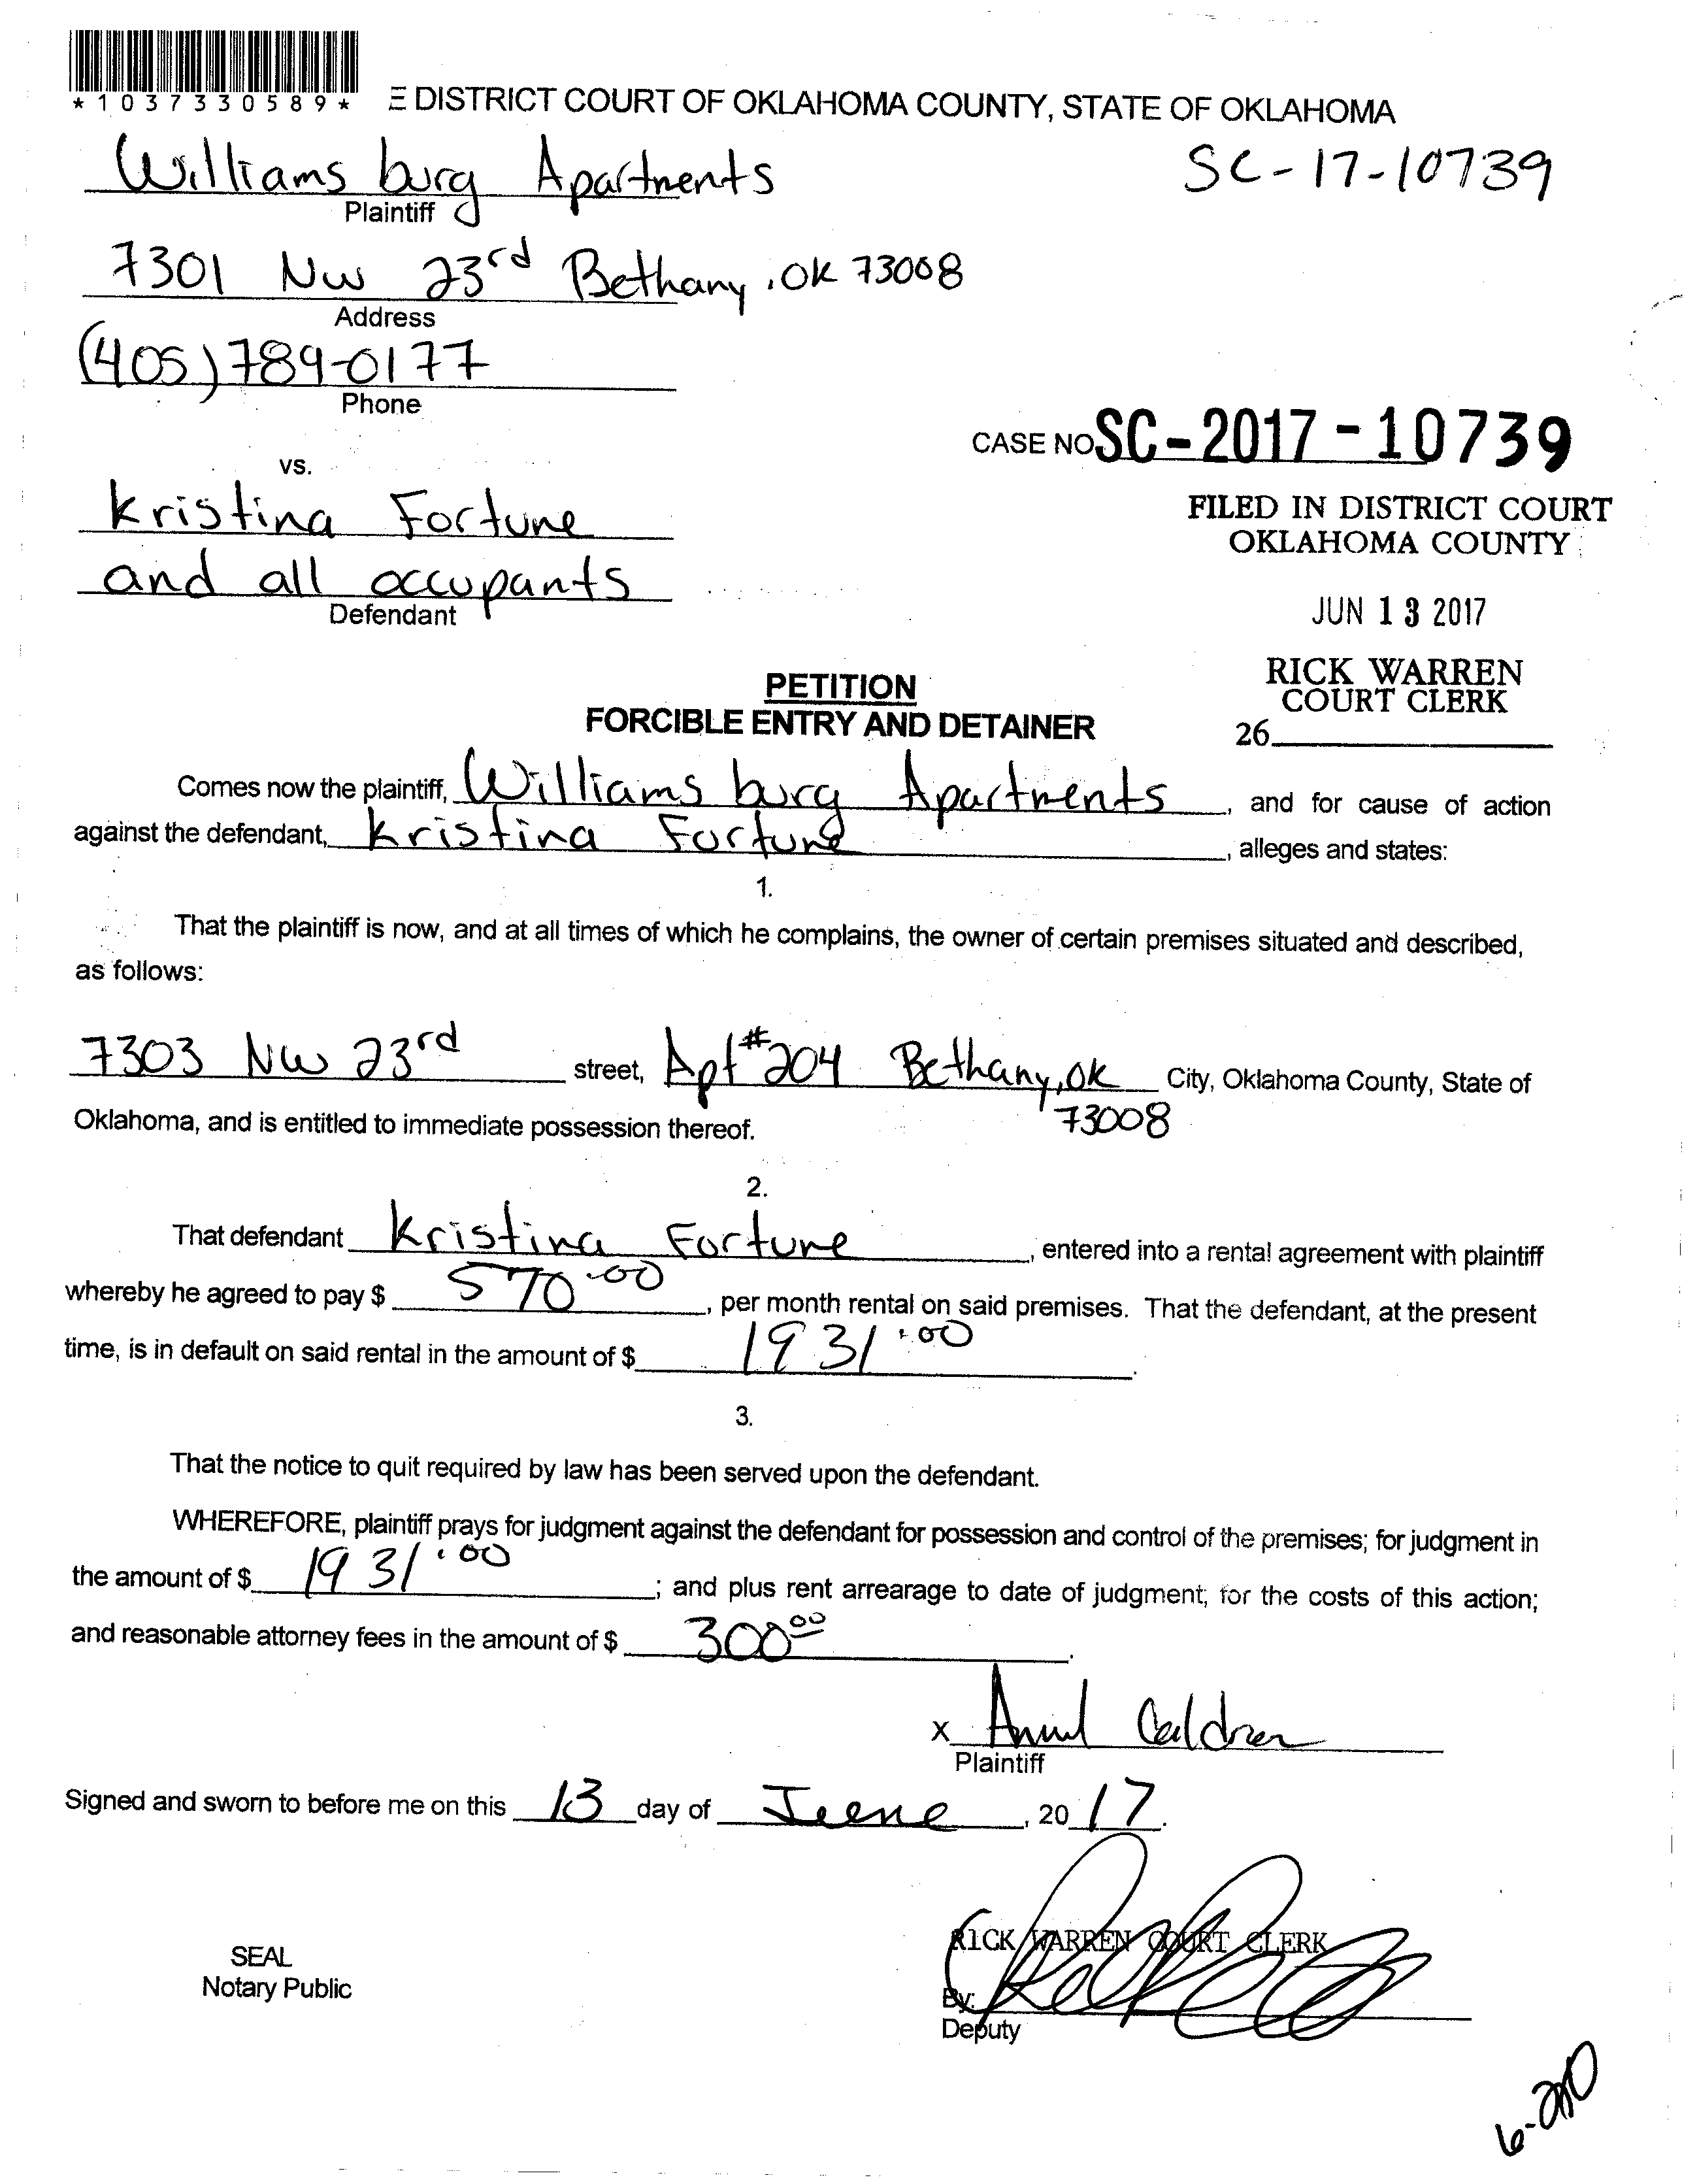 *1037330589*
E DISTRICT COURT OF OKLAHOMA COUNTY, STATE OF OKLAHOMA
Williams burg Apartments
SC-17-10739
Plaintiff
7301 NW 23rd Bethany, OK 73008
Address
(405)789-0177
Phone
CASE NO SC-2017-10739
vs.
Kristina Fortune
FILED IN DISTRICT COURT
OKLAHOMA COUNTY
and all occupants
Defendant
JUN 13 2017
RICK WARREN
COURT CLERK
26
PETITION
FORCIBLE ENTRY AND DETAINER
Comes now the plaintiff, Williams burg Apartments, and for cause of action
against the defendant, Kristina Fortune, alleges and states:
1.
That the plaintiff is now, and at all times of which he complains, the owner of certain premises situated and described,
as follows:
7303 NW 23rd street, Apt #204 Bethany, OK City, Oklahoma County, State of
73008
Oklahoma, and is entitled to immediate possession thereof.
2.
That defendant Kristina Fortune, entered into a rental agreement with plaintiff
whereby he agreed to pay $ 570.00, per month rental on said premises. That the defendant, at the present
time, is in default on said rental in the amount of $ 1931.00.
3.
That the notice to quit required by law has been served upon the defendant.
WHEREFORE, plaintiff prays for judgment against the defendant for possession and control of the premises; for judgment in
the amount of $ 1931.00; and plus rent arrearage to date of judgment; for the costs of this action;
and reasonable attorney fees in the amount of $ 300 00.
X
Plaintiff
Signed and sworn to before me on this 13 day of June, 2017.
SEAL
Notary Public
RICK WARREN COURT CLERK
By:
Deputy